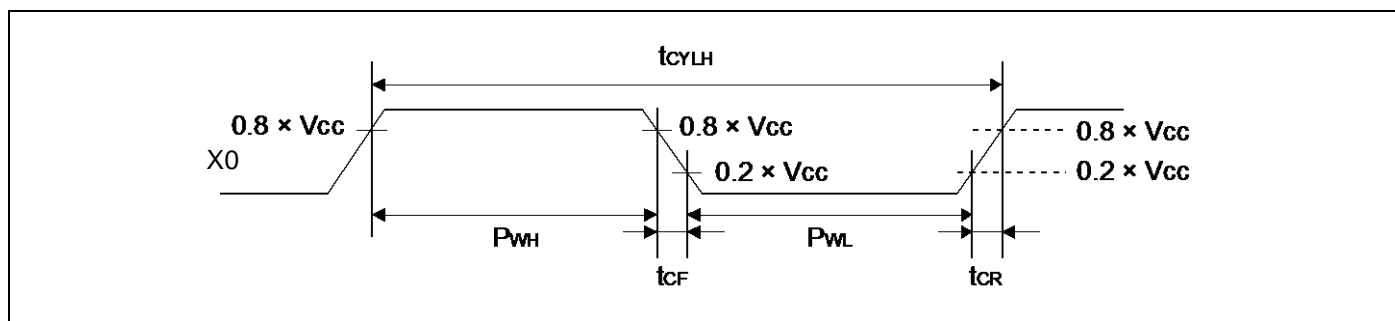 tCYLH
0.8 × VCC
0.8 × VCC
0.8 × VCC
X0
0.2 × VCC
0.2 × VCC
PWH
PWL
tCF
tCR